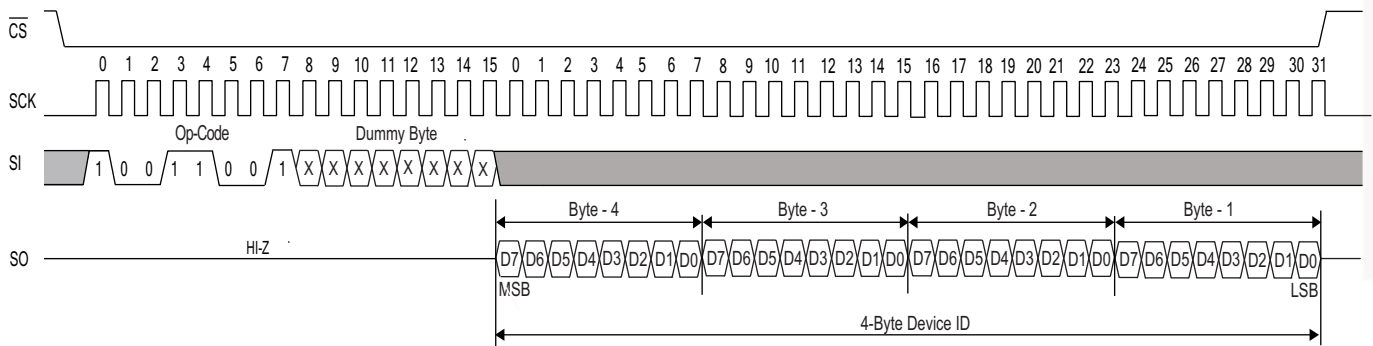 CS
0 1 2 3 4 5 6 7 8 9 10 11 12 13 14 15 0 1 2 3 4 5 6 7 8 9 10 11 12 13 14 15 16 17 18 19 20 21 22 23 24 25 26 27 28 29 30 31
SCK
Op-Code Dummy Byte
SI 1 0 0 1 1 0 0 1 X X X X X X X X
Byte - 4 Byte - 3 Byte - 2 Byte - 1
HI-Z
SO D7 D6 D5 D4 D3 D2 D1 D0 D7 D6 D5 D4 D3 D2 D1 D0 D7 D6 D5 D4 D3 D2 D1 D0 D7 D6 D5 D4 D3 D2 D1 D0
MSB LSB
4-Byte Device ID